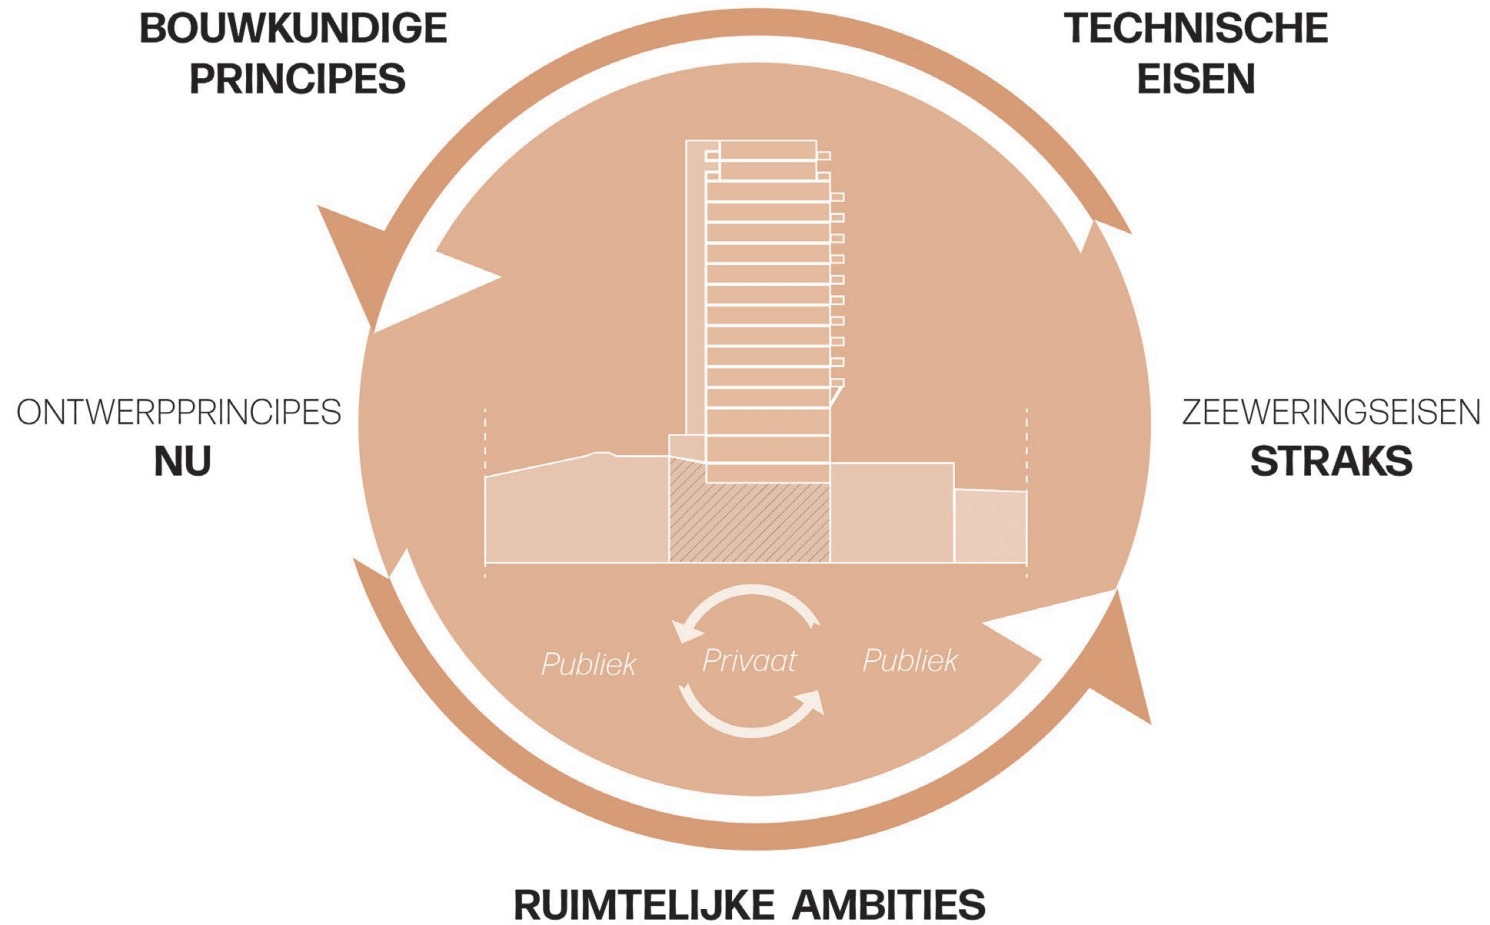 BOUWKUNDIGE
PRINCIPES
TECHNISCHE
EISEN
ONTWERPPRINCIPES
NU
ZEEWERINGSEISEN
STRAKS
Publiek
Privaat
Publiek
RUIMTELIJKE AMBITIES